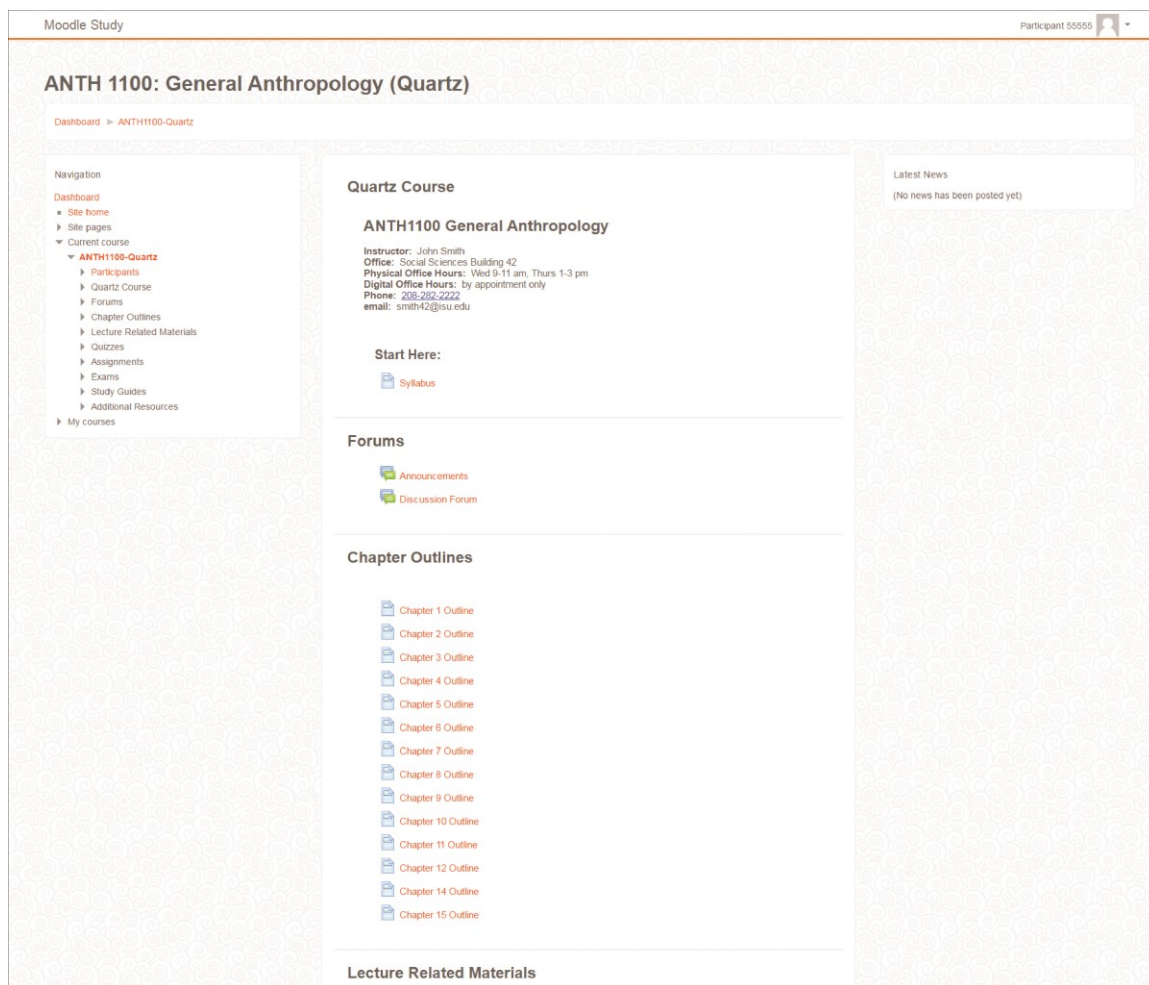 Moodle Study
Participant 55555
ANTH 1100: General Anthropology (Quartz)
Dashboard ANTH1100-Quartz
Navigation
Dashboard
Site home
Site pages
Current course
ANTH1100-Quartz
Participants
Quartz Course
Forums
Chapter Outlines
Lecture Related Materials
Quizzes
Assignments
Exams
Study Guides
Additional Resources
My courses
Quartz Course
ANTH1100 General Anthropology
Instructor: John Smith
Office: Social Sciences Building 42
Physical Office Hours: Wed 9-11 am, Thurs 1-3 pm
Digital Office Hours: by appointment only
Phone: 208-282-2222
email: smith42@isu.edu
Start Here:
Syllabus
Forums
Announcements
Discussion Forum
Chapter Outlines
Chapter 1 Outline
Chapter 2 Outline
Chapter 3 Outline
Chapter 4 Outline
Chapter 5 Outline
Chapter 6 Outline
Chapter 7 Outline
Chapter 8 Outline
Chapter 9 Outline
Chapter 10 Outline
Chapter 11 Outline
Chapter 12 Outline
Chapter 14 Outline
Chapter 15 Outline
Lecture Related Materials
Latest News
(No news has been posted yet)